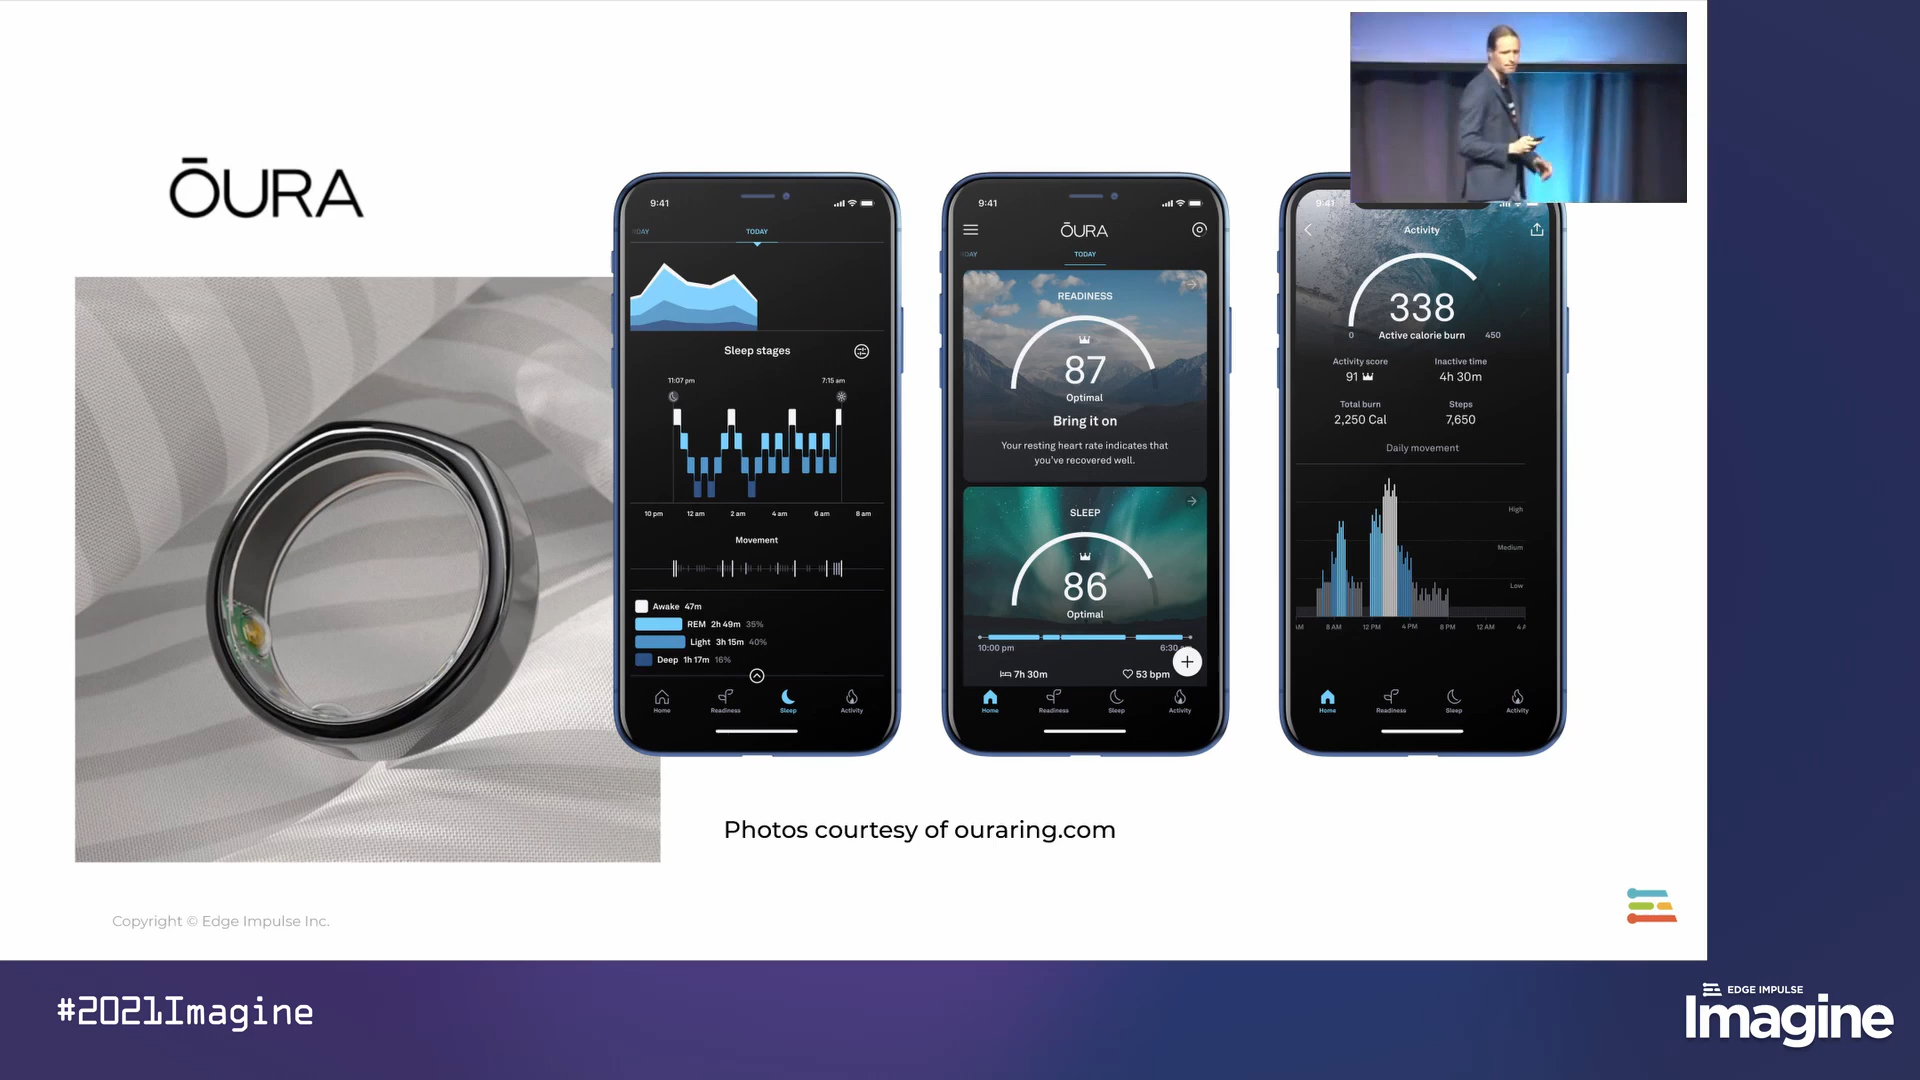 ŌURA
9:41
TODAY
Sleep stages
11:07 pm
7:15 am
10 pm 12 am 2 am 4 am 6 am 8 am
Movement
Awake 47m
REM 2h 49m 35%
Light 3h 15m 40%
Deep 1h 17m 16%
Home Readiness Sleep Activity
9:41
ŌURA
TODAY
READINESS
87
Optimal
Bring it on
Your resting heart rate indicates that
you've recovered well.
SLEEP
86
Optimal
10:00 pm 6:30
7h 30m 53 bpm
Home Readiness Sleep Activity
9:41
Activity
338
0 Active calorie burn 450
Activity score Inactive time
91 4h 30m
Total burn Steps
2,250 Cal 7,650
Daily movement
High
Medium
Low
8 AM 12 PM 4 PM 8 PM 12 AM
Home Readiness Sleep Activity
Photos courtesy of ouraring.com
Copyright © Edge Impulse Inc.
#2021Imagine
EDGE IMPULSE
Imagine